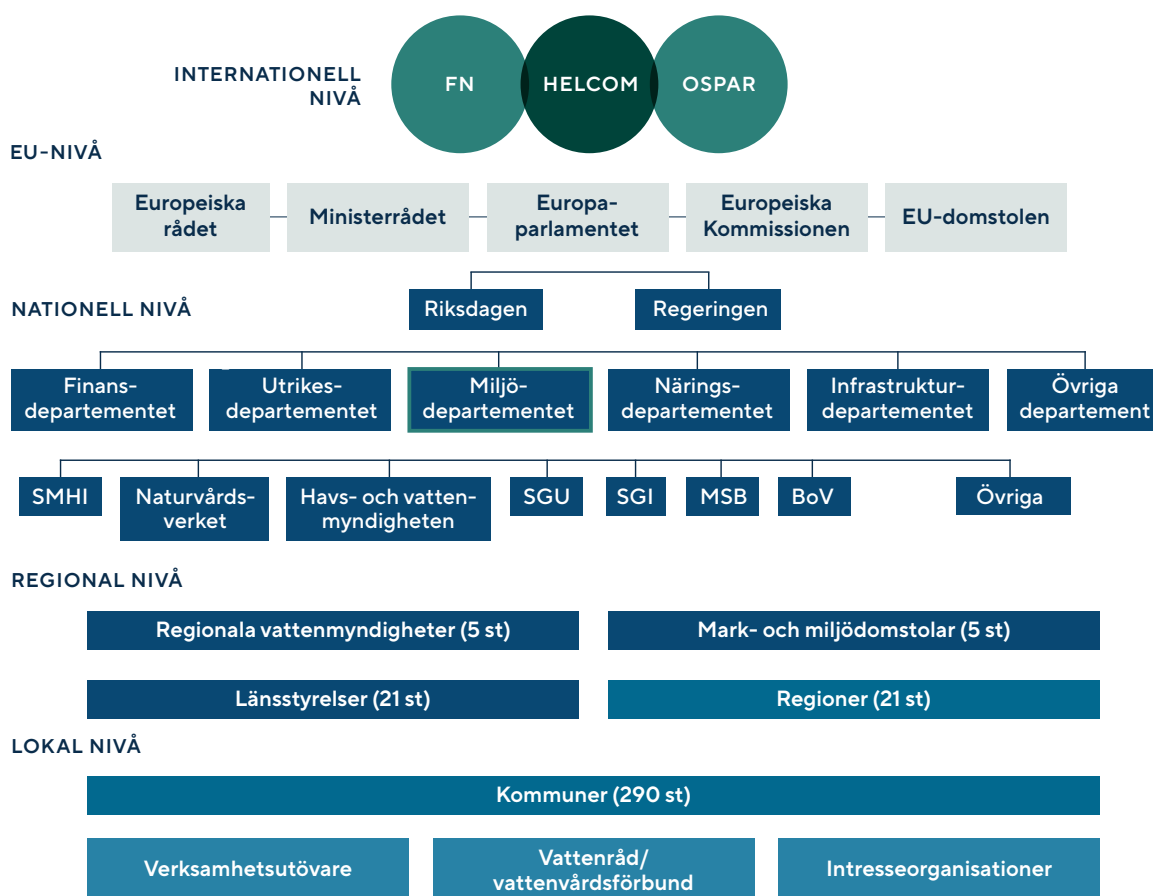 INTERNATIONELL
NIVÅ
FN
HELCOM
OSPAR
EU-NIVÅ
Europeiska
rådet
Ministerrådet
Europa-
parlamentet
Europeiska
Kommissionen
EU-domstolen
NATIONELL NIVÅ
Riksdagen
Regeringen
Finans-
departementet
Utrikes-
departementet
Miljö-
departementet
Närings-
departementet
Infrastruktur-
departementet
Övriga
departement
SMHI
Naturvårds-
verket
Havs- och vatten-
myndigheten
SGU
SGI
MSB
BoV
Övriga
REGIONAL NIVÅ
Regionala vattenmyndigheter (5 st)
Mark- och miljödomstolar (5 st)
Länsstyrelser (21 st)
Regioner (21 st)
LOKAL NIVÅ
Kommuner (290 st)
Verksamhetsutövare
Vattenråd/
vattenvårdsförbund
Intresseorganisationer